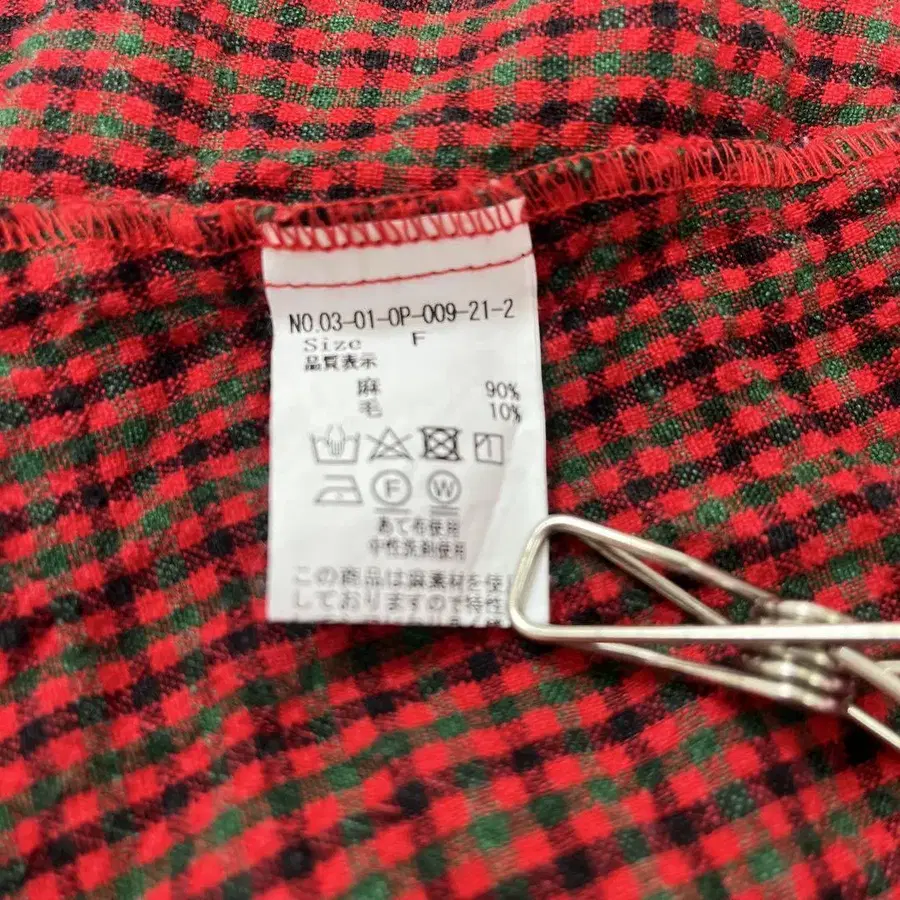 NO.03-01-OP-009-21-2
Size F
品質表示
麻 90%
毛 10%
F W
あて布使用
中性洗剤使用
この商品は麻素材を使
しておりますので特性